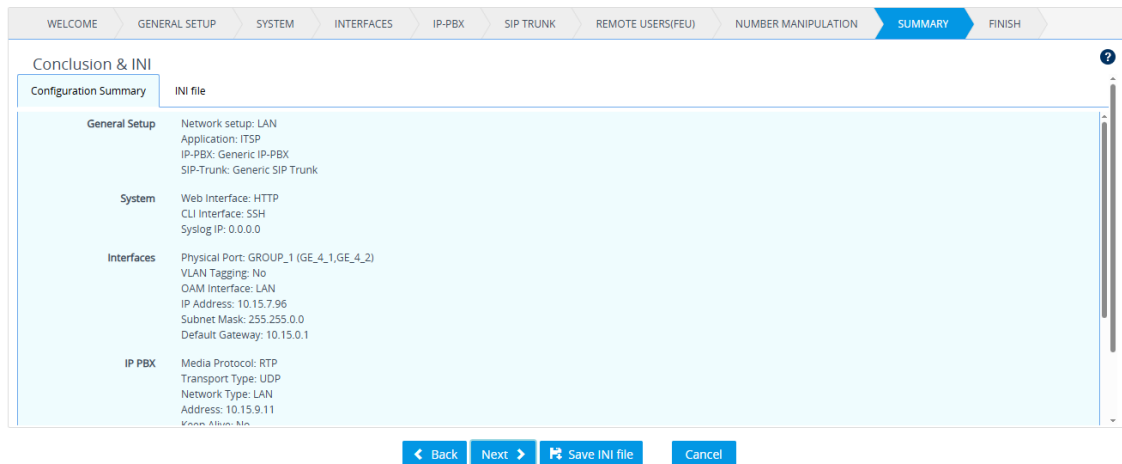 WELCOME GENERAL SETUP SYSTEM INTERFACES IP-PBX SIP TRUNK REMOTE USERS(FEU) NUMBER MANIPULATION SUMMARY FINISH
Conclusion & INI
?
Configuration Summary INI file
General Setup Network setup: LAN
Application: ITSP
IP-PBX: Generic IP-PBX
SIP-Trunk: Generic SIP Trunk
System Web Interface: HTTP
CLI Interface: SSH
Syslog IP: 0.0.0.0
Interfaces Physical Port: GROUP_1 (GE_4_1,GE_4_2)
VLAN Tagging: No
OAM Interface: LAN
IP Address: 10.15.7.96
Subnet Mask: 255.255.0.0
Default Gateway: 10.15.0.1
IP PBX Media Protocol: RTP
Transport Type: UDP
Network Type: LAN
Address: 10.15.9.11
Keep Alive: No
Back Next Save INI file Cancel